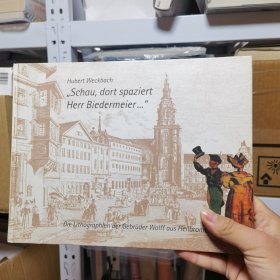 Hubert Weckbach
„Schau, dort spaziert
Herr Biedermeier..."
Die Lithographien der Gebrüder Wolff aus Heilbronn